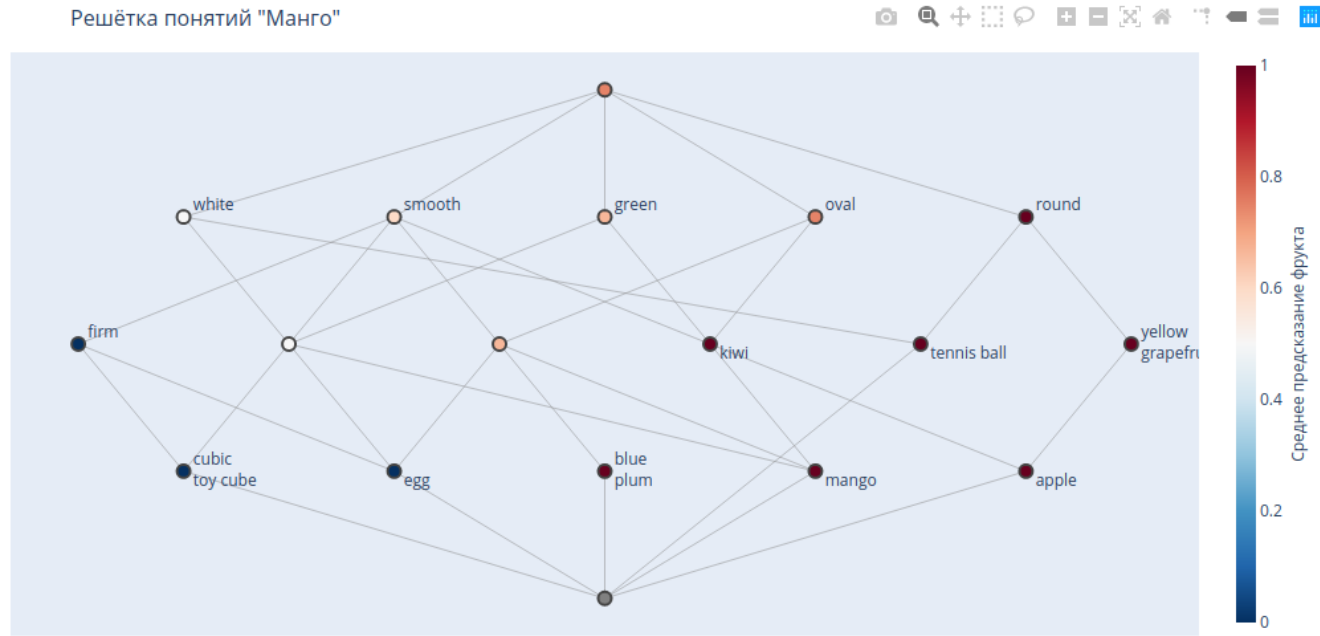 Решётка понятий "Манго"
white
smooth
green
oval
round
firm
kiwi
tennis ball
yellow
cubic
toy cube
egg
blue
plum
mango
apple
1
0.8
0.6
0.4
0.2
0
Среднее предсказание фрукта